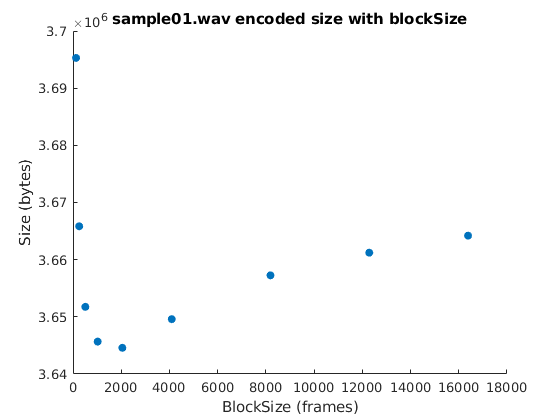 ×10⁶ sample01.wav encoded size with blockSize
3.7
3.69
3.68
3.67
3.66
3.65
3.64
Size (bytes)
0 2000 4000 6000 8000 10000 12000 14000 16000 18000
BlockSize (frames)